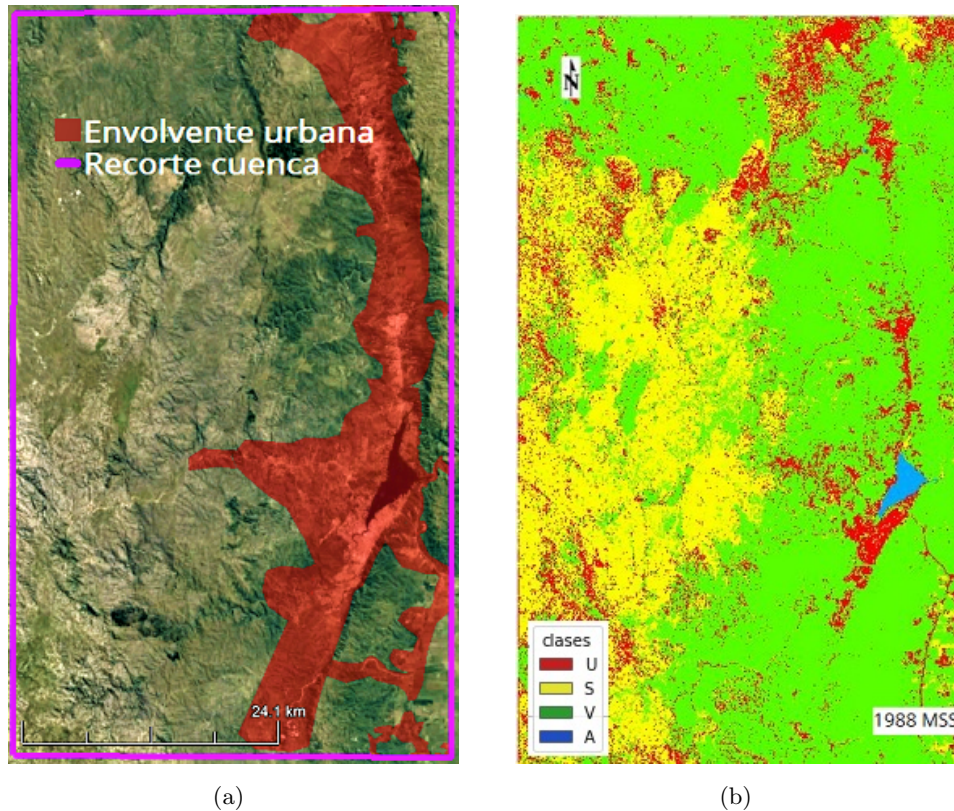 Envolvente urbana
Recorte cuenca
24.1 km
(a)
N
clases
U
S
V
A
1988 MSS
(b)